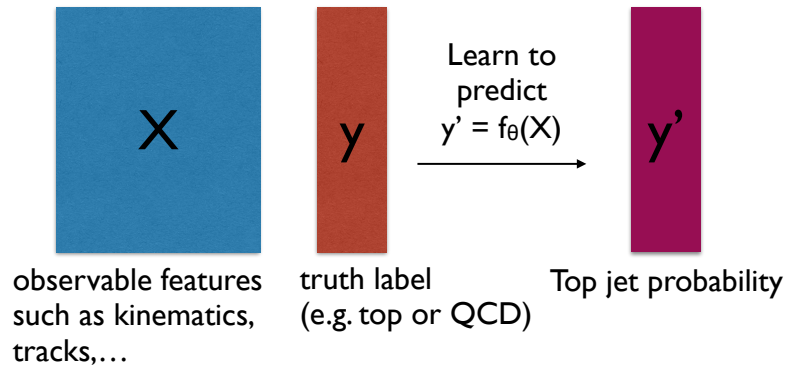 X
y
Learn to
predict
y' = fθ(X)
y'
observable features
such as kinematics,
tracks,...
truth label
(e.g. top or QCD)
Top jet probability